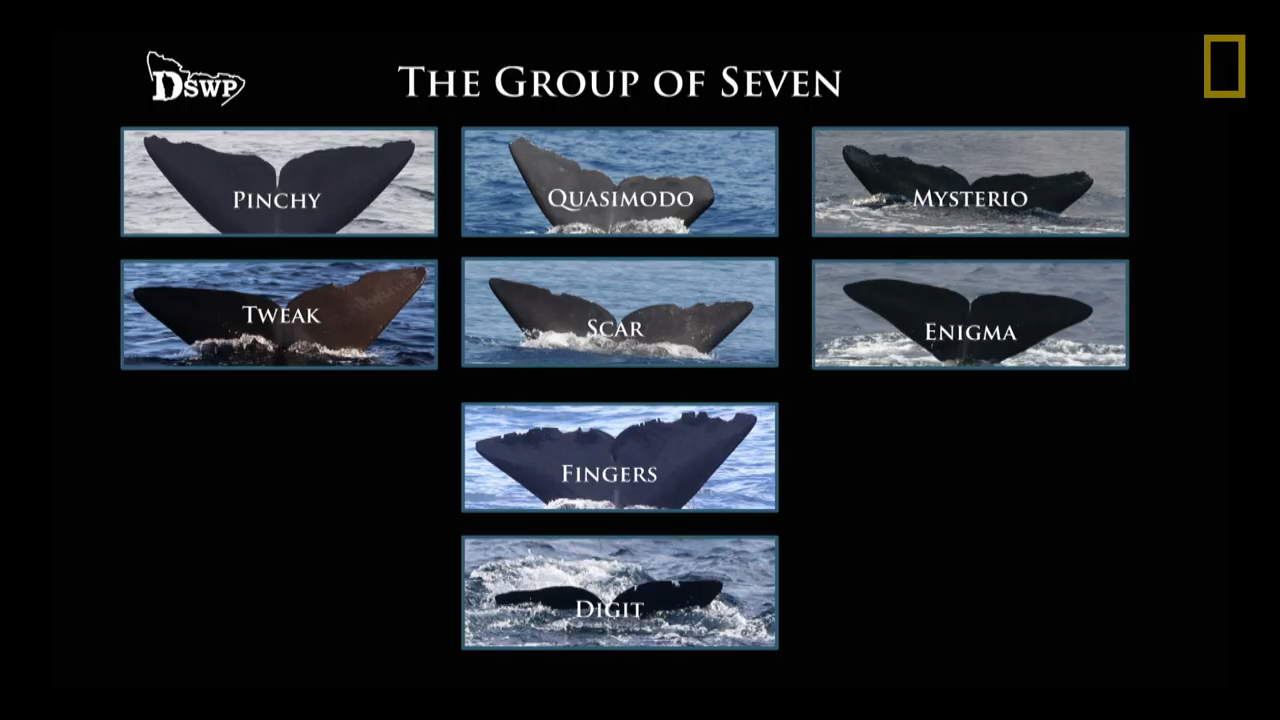 DSWP
THE GROUP OF SEVEN
PINCHY
QUASIMODO
MYSTERIO
TWEAK
SCAR
ENIGMA
FINGERS
DIGIT